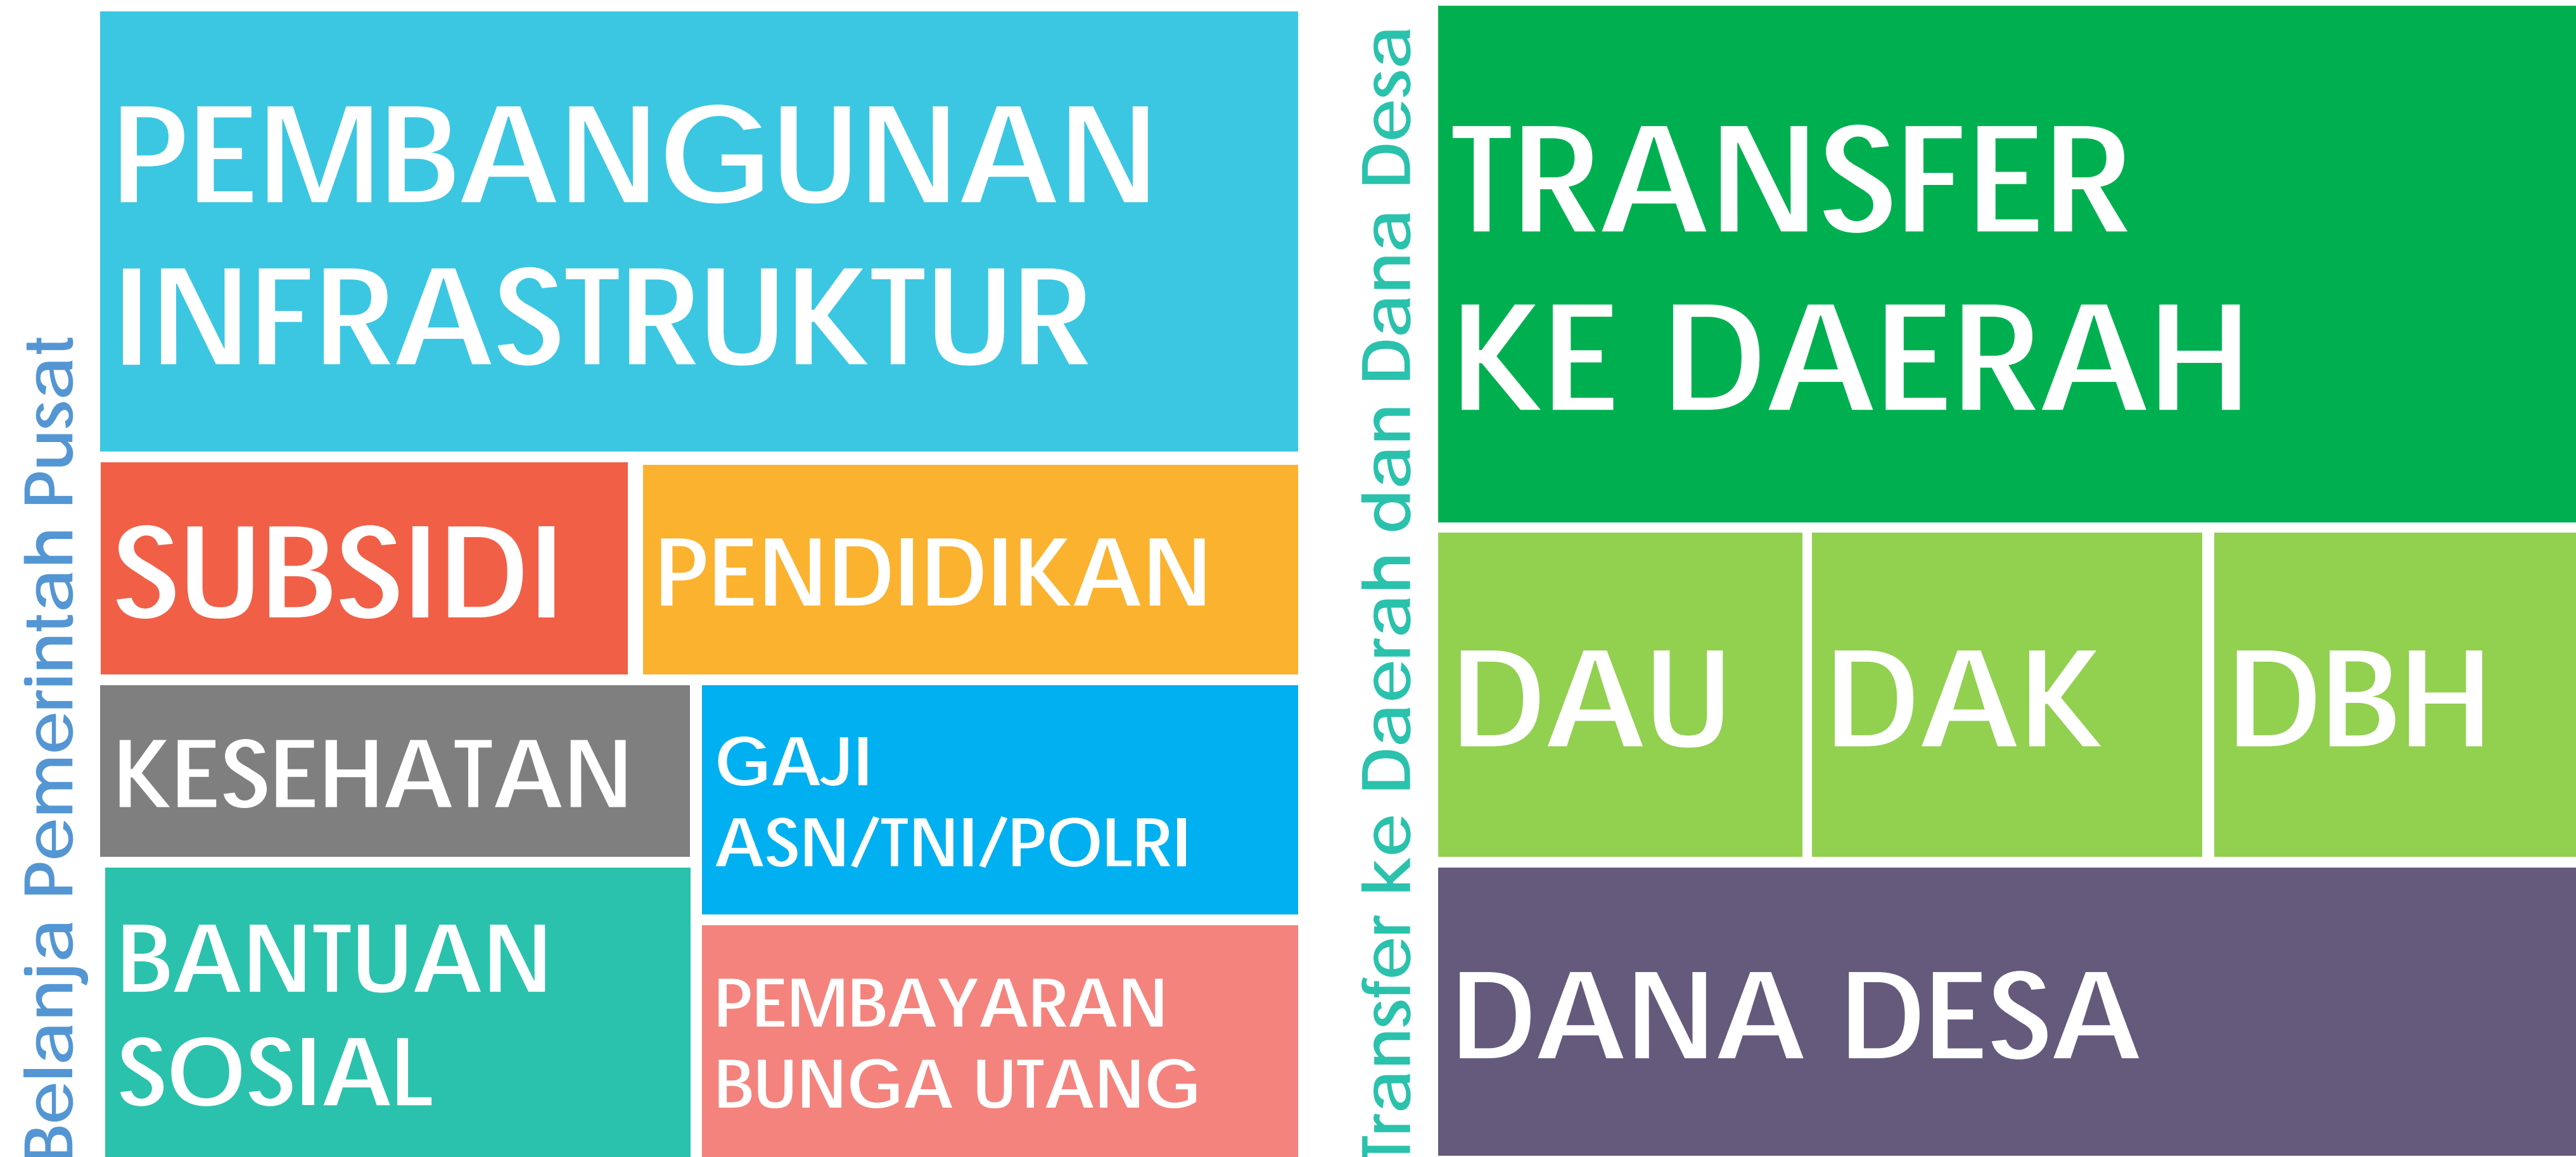 Belanja Pemerintah Pusat
PEMBANGUNAN
INFRASTRUKTUR
SUBSIDI
PENDIDIKAN
KESEHATAN
GAJI
ASN/TNI/POLRI
BANTUAN
SOSIAL
PEMBAYARAN
BUNGA UTANG
Transfer ke Daerah dan Dana Desa
TRANSFER
KE DAERAH
DAU
DAK
DBH
DANA DESA